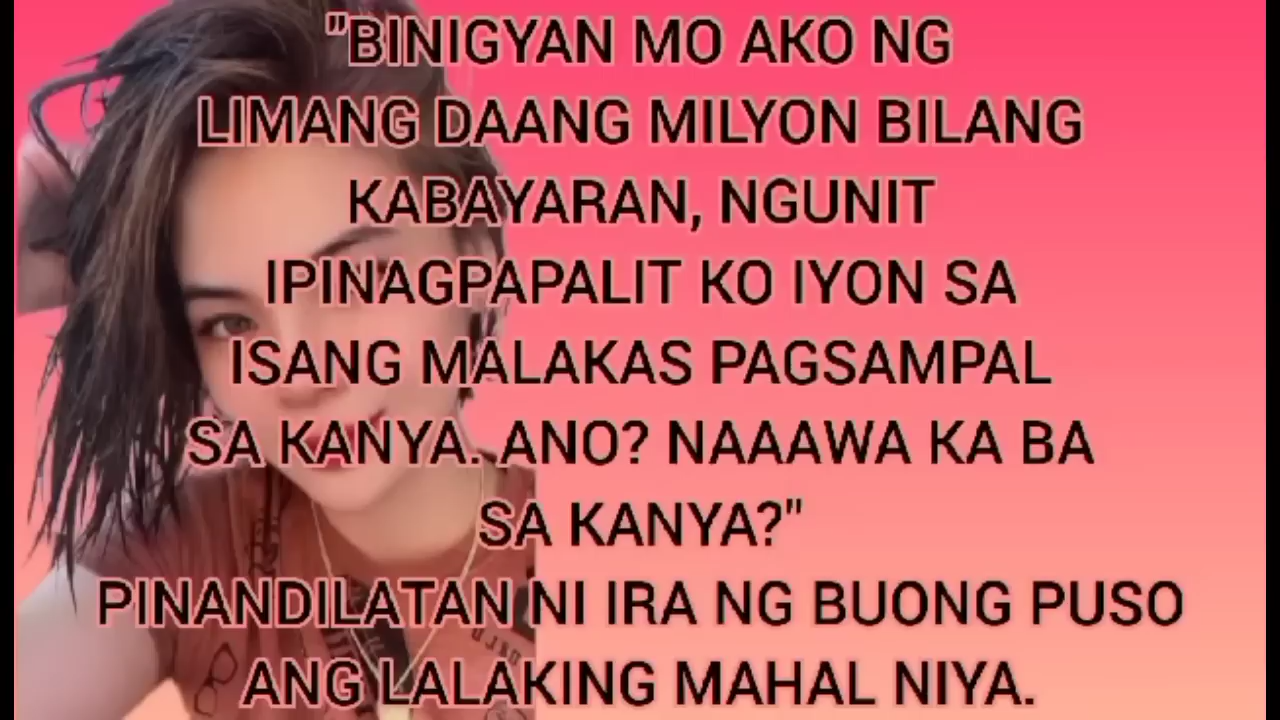 "BINIGYAN MO AKO NG
LIMANG DAANG MILYON BILANG
KABAYARAN, NGUNIT
IPINAGPAPALIT KO IYON SA
ISANG MALAKAS PAGSAMPAL
SA KANYA. ANO? NAAAWA KA BA
SA KANYA?"
PINANDILATAN NI IRA NG BUONG PUSO
ANG LALAKING MAHAL NIYA.